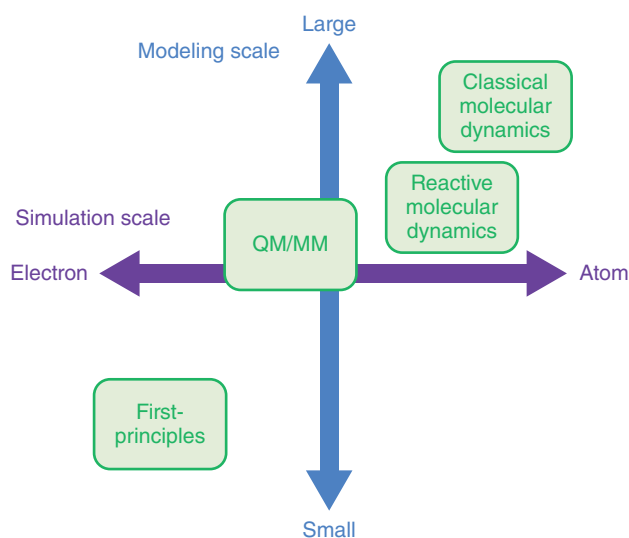 Large
Modeling scale
Classical
molecular
dynamics
Reactive
molecular
dynamics
Simulation scale
QM/MM
Electron
Atom
First-
principles
Small